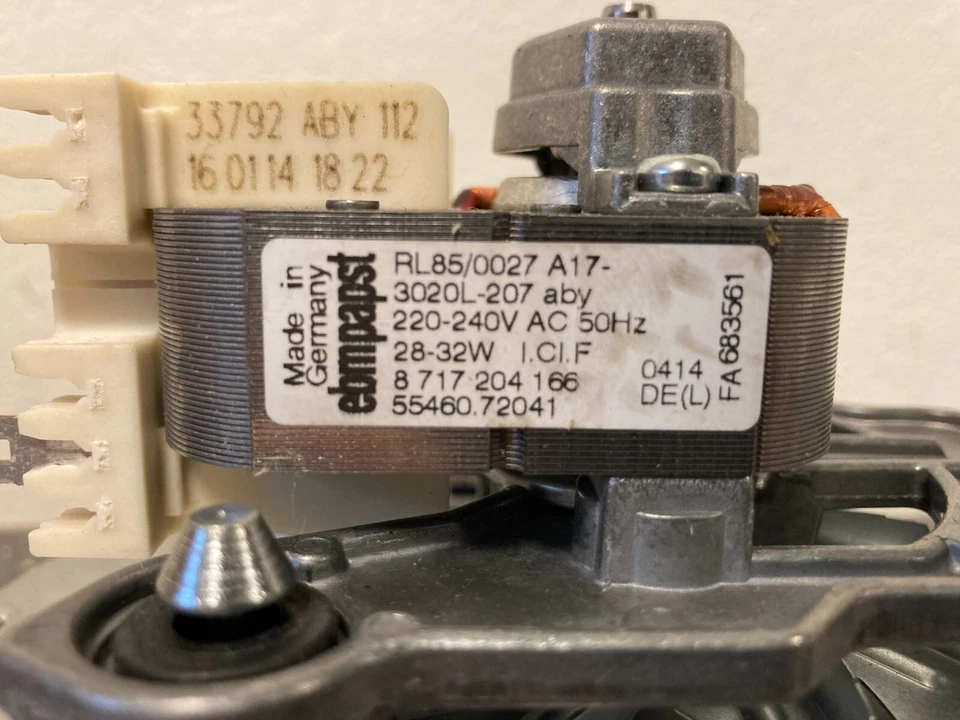 33792 ABY 112
16 01 14 18 22
Made in
Germany
ebmpapst
RL85/0027 A17-
3020L-207 aby
220-240V AC 50Hz
28-32W I.Cl.F
8 717 204 166
55460.72041
0414
DE(L)
FA 683561